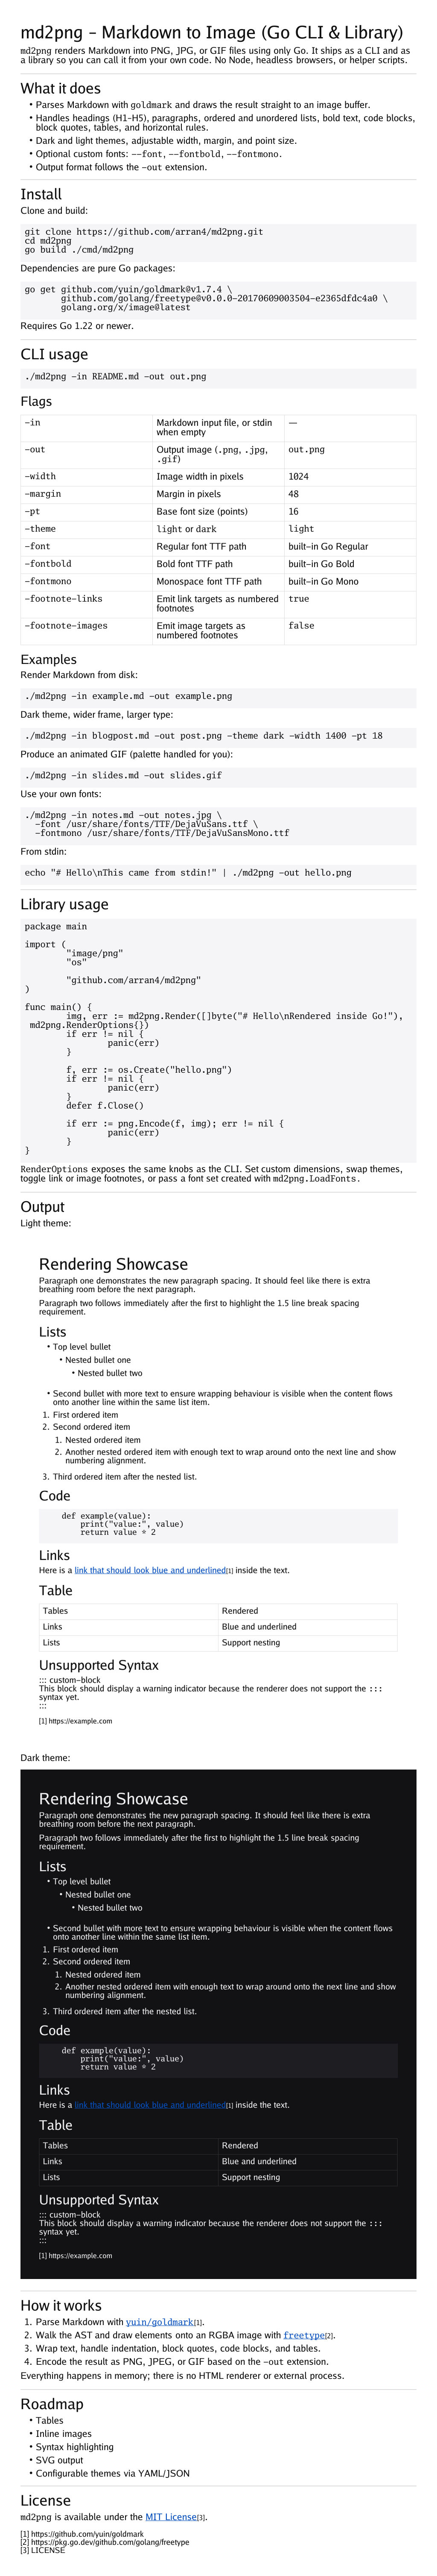 md2png – Markdown to Image (Go CLI & Library)
md2png renders Markdown into PNG, JPG, or GIF files using only Go. It ships as a CLI and as
a library so you can call it from your own code. No Node, headless browsers, or helper scripts.
What it does
• Parses Markdown with goldmark and draws the result straight to an image buffer.
• Handles headings (H1–H5), paragraphs, ordered and unordered lists, bold text, code blocks,
block quotes, tables, and horizontal rules.
• Dark and light themes, adjustable width, margin, and point size.
• Optional custom fonts: --font, --fontbold, --fontmono.
• Output format follows the -out extension.
Install
Clone and build:
git clone https://github.com/arran4/md2png.git
cd md2png
go build ./cmd/md2png
Dependencies are pure Go packages:
go get github.com/yuin/goldmark@v1.7.4 \
github.com/golang/freetype@v0.0.0-20170609003504-e2365dfdc4a0 \
golang.org/x/image@latest
Requires Go 1.22 or newer.
CLI usage
./md2png -in README.md -out out.png
Flags
-in Markdown input file, or stdin —
when empty
-out Output image (.png, .jpg, out.png
.gif)
-width Image width in pixels 1024
-margin Margin in pixels 48
-pt Base font size (points) 16
-theme light or dark light
-font Regular font TTF path built-in Go Regular
-fontbold Bold font TTF path built-in Go Bold
-fontmono Monospace font TTF path built-in Go Mono
-footnote-links Emit link targets as numbered true
footnotes
-footnote-images Emit image targets as false
numbered footnotes
Examples
Render Markdown from disk:
./md2png -in example.md -out example.png
Dark theme, wider frame, larger type:
./md2png -in blogpost.md -out post.png -theme dark -width 1400 -pt 18
Produce an animated GIF (palette handled for you):
./md2png -in slides.md -out slides.gif
Use your own fonts:
./md2png -in notes.md -out notes.jpg \
-font /usr/share/fonts/TTF/DejaVuSans.ttf \
-fontmono /usr/share/fonts/TTF/DejaVuSansMono.ttf
From stdin:
echo "# Hello\nThis came from stdin!" | ./md2png -out hello.png
Library usage
package main
import (
"image/png"
"os"
"github.com/arran4/md2png"
)
func main() {
img, err := md2png.Render([]byte("# Hello\nRendered inside Go!"),
md2png.RenderOptions{})
if err != nil {
panic(err)
}
f, err := os.Create("hello.png")
if err != nil {
panic(err)
}
defer f.Close()
if err := png.Encode(f, img); err != nil {
panic(err)
}
}
RenderOptions exposes the same knobs as the CLI. Set custom dimensions, swap themes,
toggle link or image footnotes, or pass a font set created with md2png.LoadFonts.
Output
Light theme:
Rendering Showcase
Paragraph one demonstrates the new paragraph spacing. It should feel like there is extra
breathing room before the next paragraph.
Paragraph two follows immediately after the first to highlight the 1.5 line break spacing
requirement.
Lists
• Top level bullet
• Nested bullet one
• Nested bullet two
• Second bullet with more text to ensure wrapping behaviour is visible when the content flows
onto another line within the same list item.
1. First ordered item
2. Second ordered item
1. Nested ordered item
2. Another nested ordered item with enough text to wrap around onto the next line and show
numbering alignment.
3. Third ordered item after the nested list.
Code
def example(value):
print("value:", value)
return value * 2
Links
Here is a link that should look blue and underlined[1] inside the text.
Table
Tables Rendered
Links Blue and underlined
Lists Support nesting
Unsupported Syntax
::: custom-block
This block should display a warning indicator because the renderer does not support the :::
syntax yet.
:::
[1] https://example.com
Dark theme:
Rendering Showcase
Paragraph one demonstrates the new paragraph spacing. It should feel like there is extra
breathing room before the next paragraph.
Paragraph two follows immediately after the first to highlight the 1.5 line break spacing
requirement.
Lists
• Top level bullet
• Nested bullet one
• Nested bullet two
• Second bullet with more text to ensure wrapping behaviour is visible when the content flows
onto another line within the same list item.
1. First ordered item
2. Second ordered item
1. Nested ordered item
2. Another nested ordered item with enough text to wrap around onto the next line and show
numbering alignment.
3. Third ordered item after the nested list.
Code
def example(value):
print("value:", value)
return value * 2
Links
Here is a link that should look blue and underlined[1] inside the text.
Table
Tables Rendered
Links Blue and underlined
Lists Support nesting
Unsupported Syntax
::: custom-block
This block should display a warning indicator because the renderer does not support the :::
syntax yet.
:::
[1] https://example.com
How it works
1. Parse Markdown with yuin/goldmark[1].
2. Walk the AST and draw elements onto an RGBA image with freetype[2].
3. Wrap text, handle indentation, block quotes, code blocks, and tables.
4. Encode the result as PNG, JPEG, or GIF based on the -out extension.
Everything happens in memory; there is no HTML renderer or external process.
Roadmap
• Tables
• Inline images
• Syntax highlighting
• SVG output
• Configurable themes via YAML/JSON
License
md2png is available under the MIT License[3].
[1] https://github.com/yuin/goldmark
[2] https://pkg.go.dev/github.com/golang/freetype
[3] LICENSE